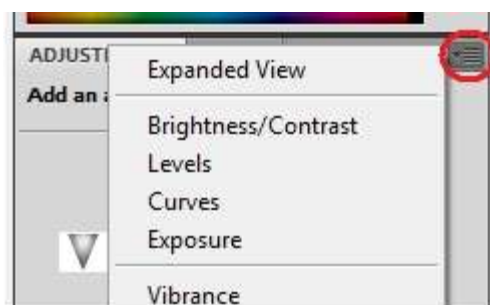 ADJUSTI
Expanded View
Add an a
Brightness/Contrast
Levels
Curves
Exposure
Vibrance